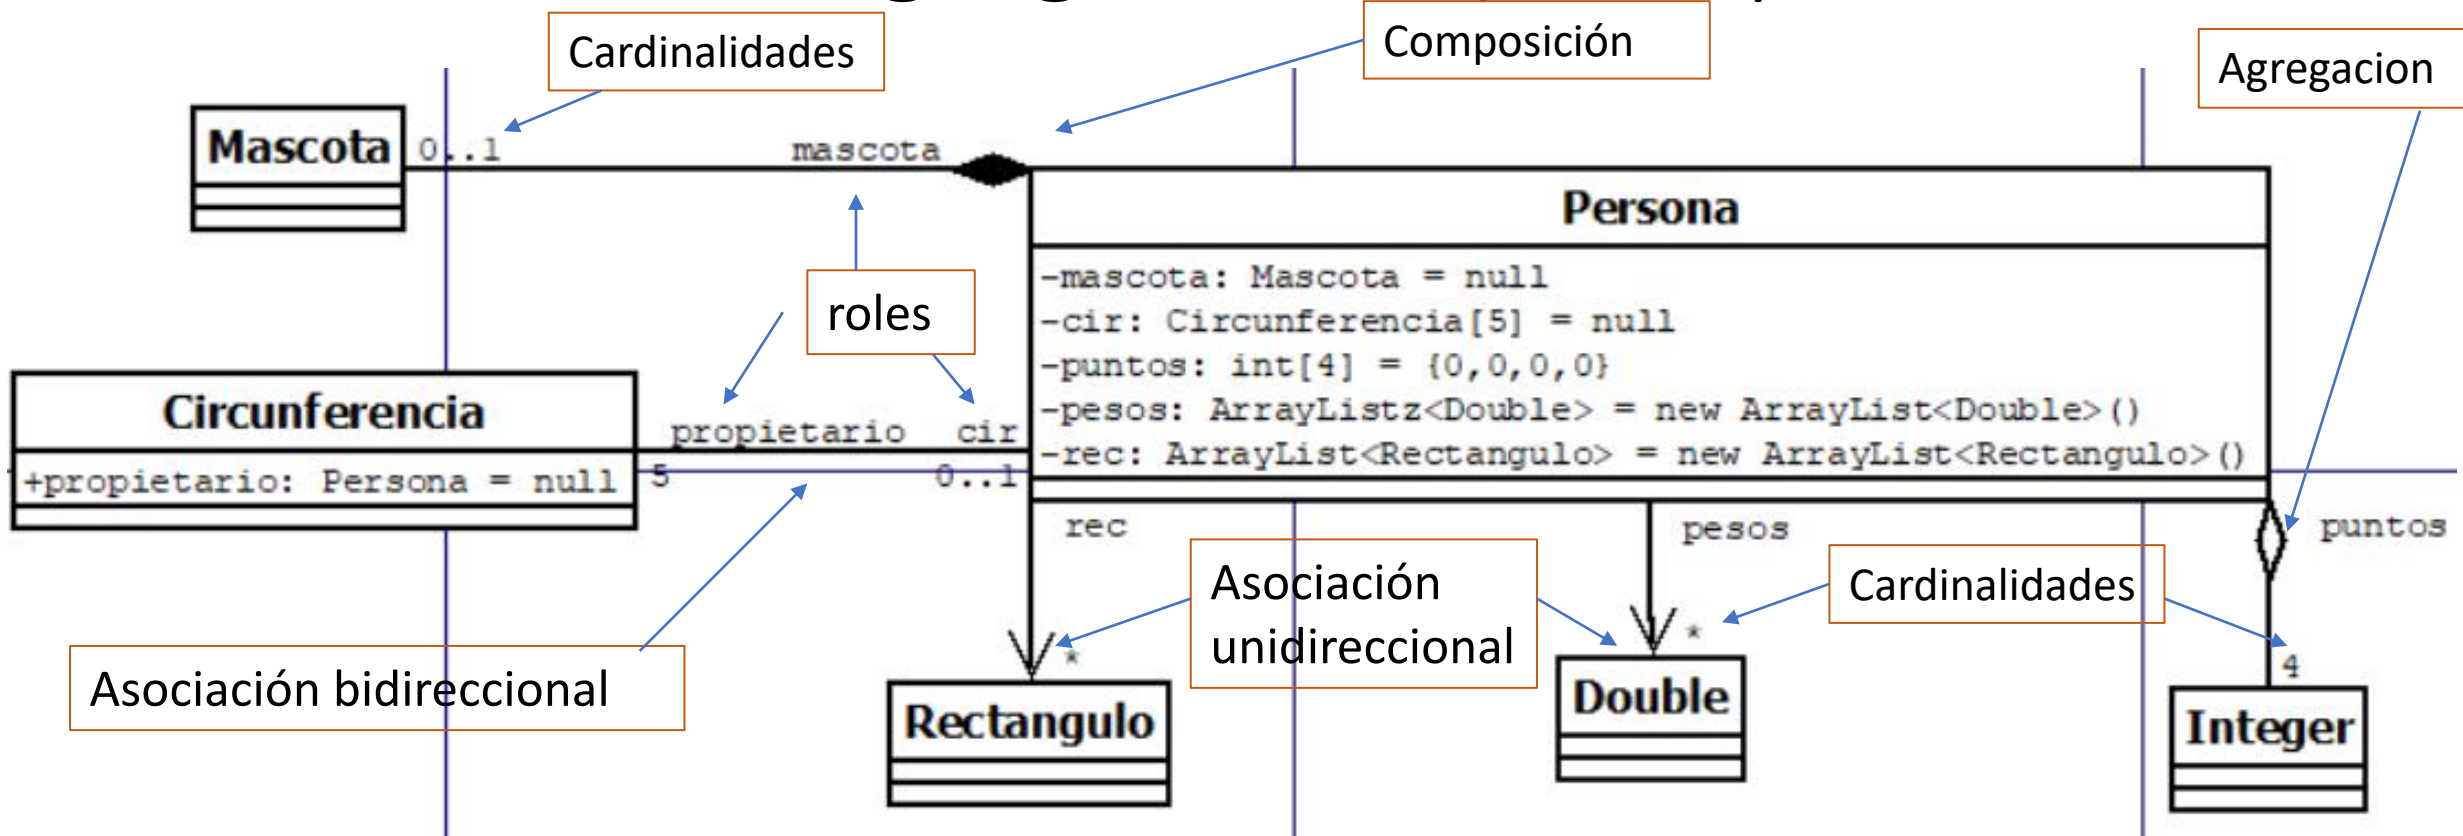 Cardinalidades
Composición
Agregacion
Mascota
0..1
mascota
Persona
-mascota: Mascota = null
-cir: Circunferencia[5] = null
-puntos: int[4] = {0,0,0,0}
-pesos: ArrayListz<Double> = new ArrayList<Double>()
-rec: ArrayList<Rectangulo> = new ArrayList<Rectangulo>()
roles
Circunferencia
+propietario: Persona = null
propietario
cir
5
0..1
rec
pesos
puntos
Asociación
unidireccional
Cardinalidades
*
*
4
Asociación bidireccional
Rectangulo
Double
Integer